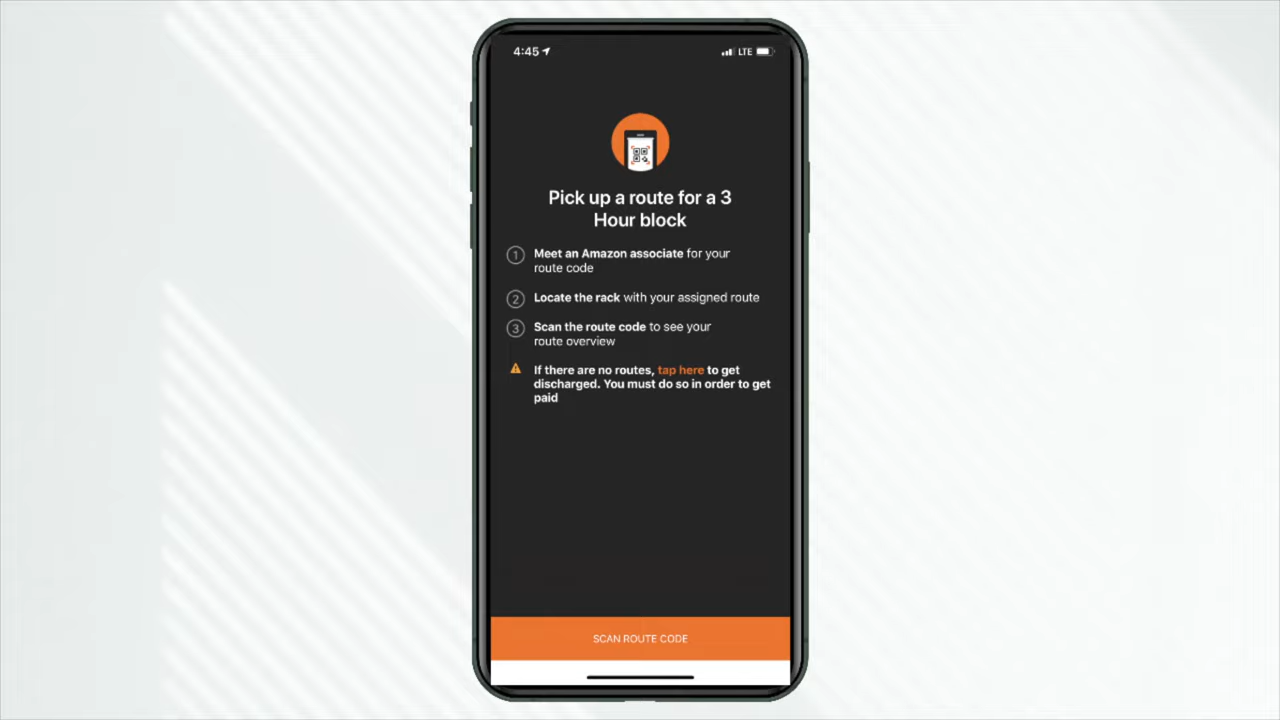 4:45
LTE
Pick up a route for a 3
Hour block
1 Meet an Amazon associate for your
route code
2 Locate the rack with your assigned route
3 Scan the route code to see your
route overview
If there are no routes, tap here to get
discharged. You must do so in order to get
paid
SCAN ROUTE CODE